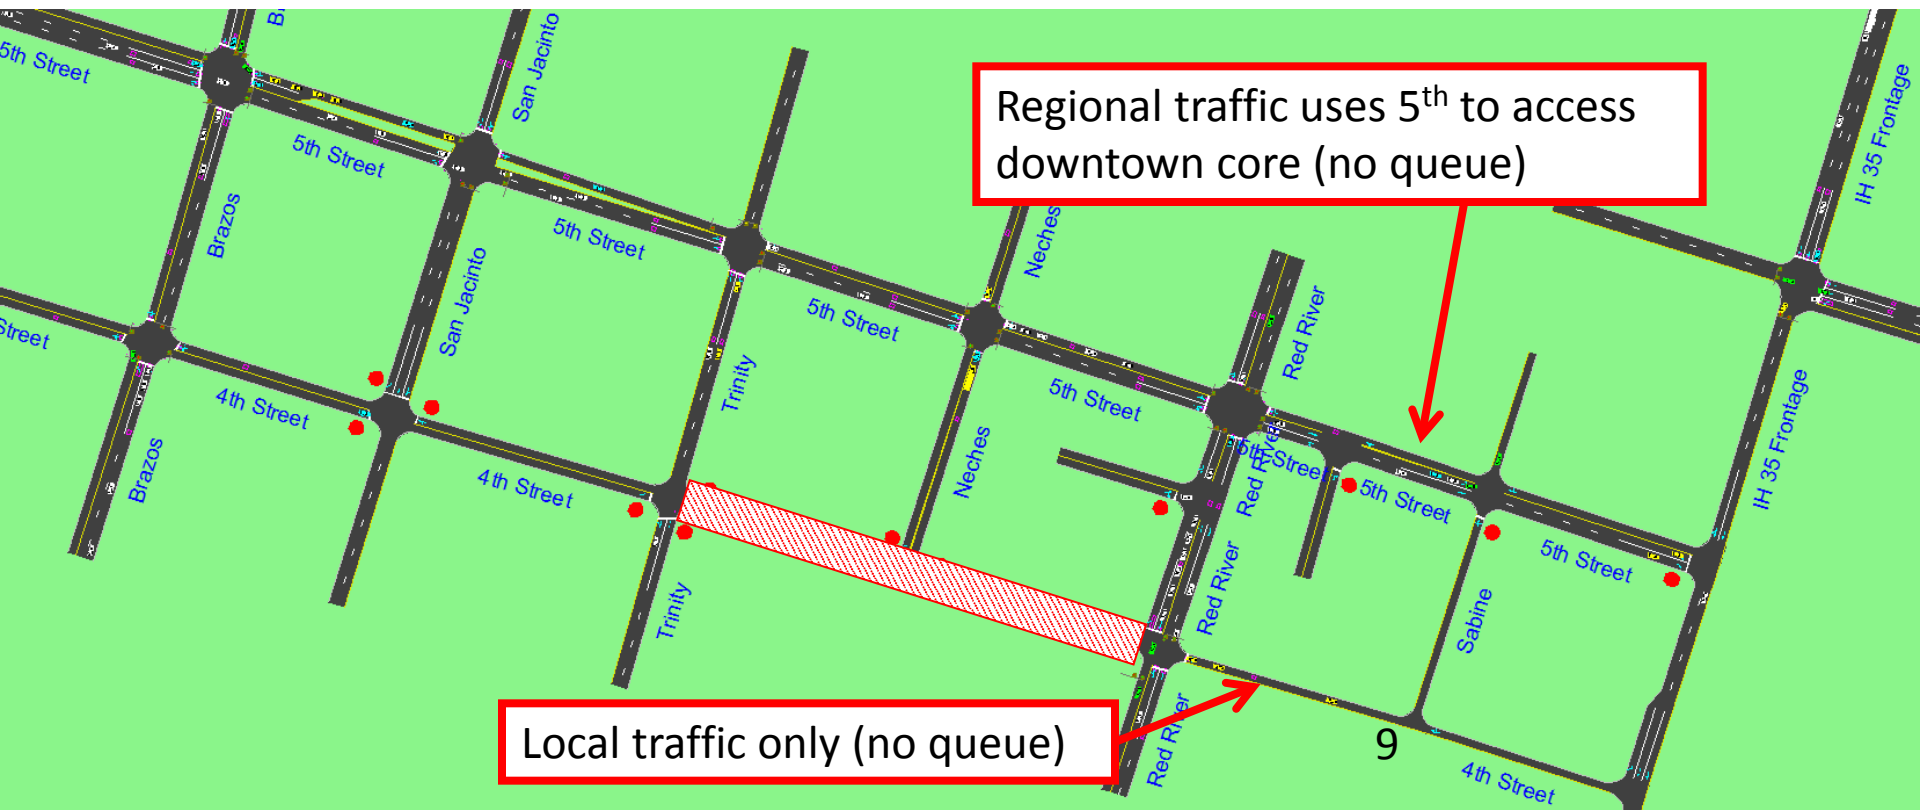 5th Street
B
San Jacinto
IH 35 Frontage
Regional traffic uses 5th to access
downtown core (no queue)
5th Street
Brazos
San Jacinto
5th Street
Neches
5th Street
Red River
Street
4th Street
Trinity
5th Street
IH 35 Frontage
Brazos
4th Street
Neches
Red River
5th Street
5th Street
5th Street
Trinity
Red River
Sabine
Local traffic only (no queue)
Red River
9
4th Street